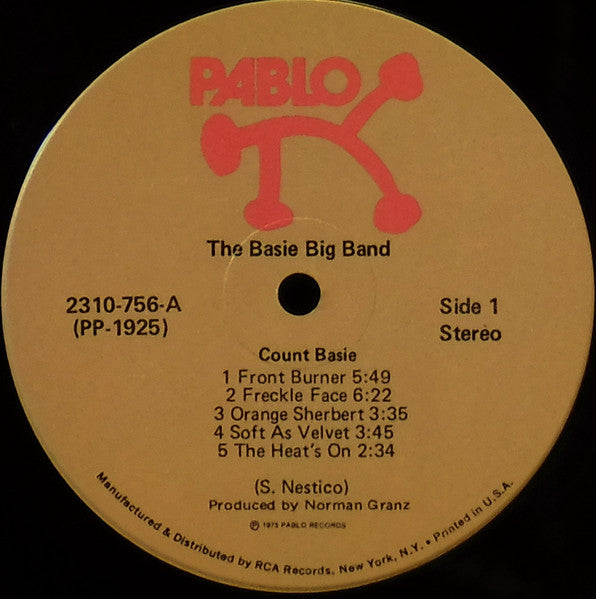 PABLO
The Basie Big Band
2310-756-A
(PP-1925)
Side 1
Stereo
Count Basie
1 Front Burner 5:49
2 Freckle Face 6:22
3 Orange Sherbert 3:35
4 Soft As Velvet 3:45
5 The Heat's On 2:34
(S. Nestico)
Produced by Norman Granz
Ⓟ 1975 PABLO RECORDS
Manufactured & Distributed by RCA Records, New York, N.Y. • Printed in U.S.A.